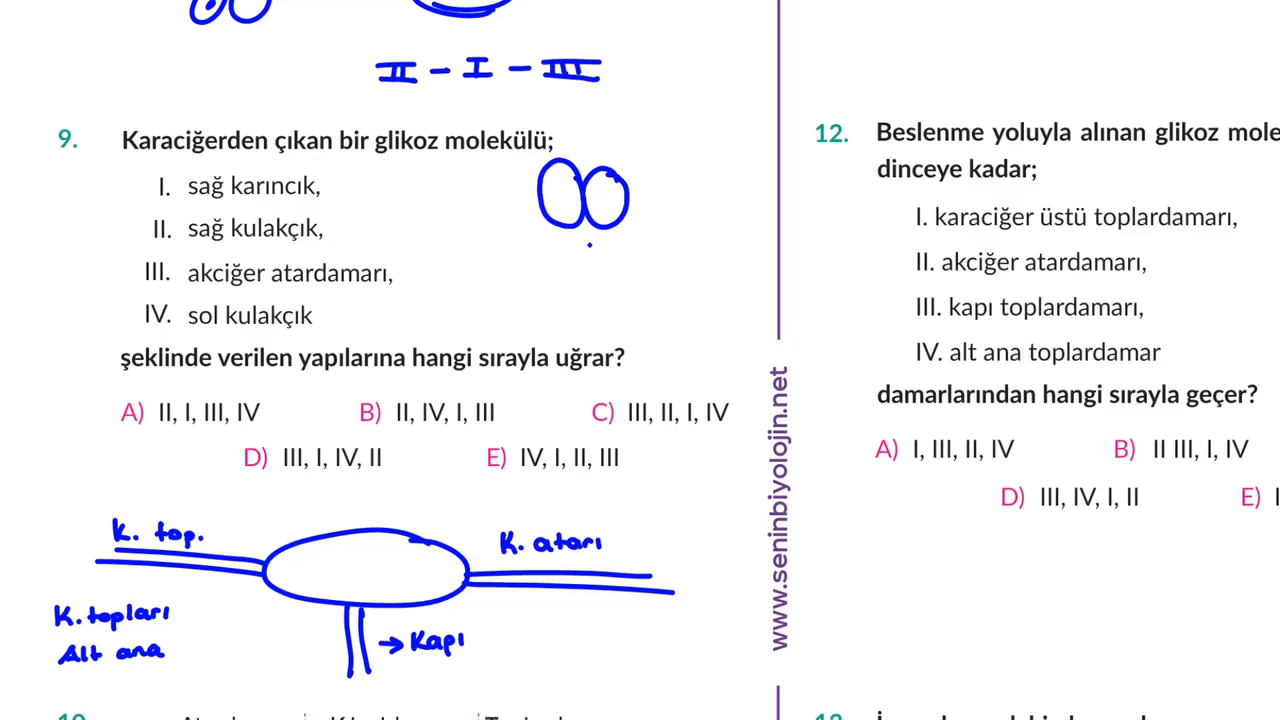 II - I - III
9. Karaciğerden çıkan bir glikoz molekülü;
I. sağ karıncık,
II. sağ kulakçık,
III. akciğer atardamarı,
IV. sol kulakçık
şeklinde verilen yapılarına hangi sırayla uğrar?
A) II, I, III, IV B) II, IV, I, III C) III, II, I, IV
D) III, I, IV, II E) IV, I, II, III
K. top.
K. atarı
K. topları
Alt ana
→ Kapı
www.seninbiyolojin.net
12. Beslenme yoluyla alınan glikoz mole
dinceye kadar;
I. karaciğer üstü toplardamarı,
II. akciğer atardamarı,
III. kapı toplardamarı,
IV. alt ana toplardamar
damarlarından hangi sırayla geçer?
A) I, III, II, IV B) II III, I, IV
D) III, IV, I, II E) I